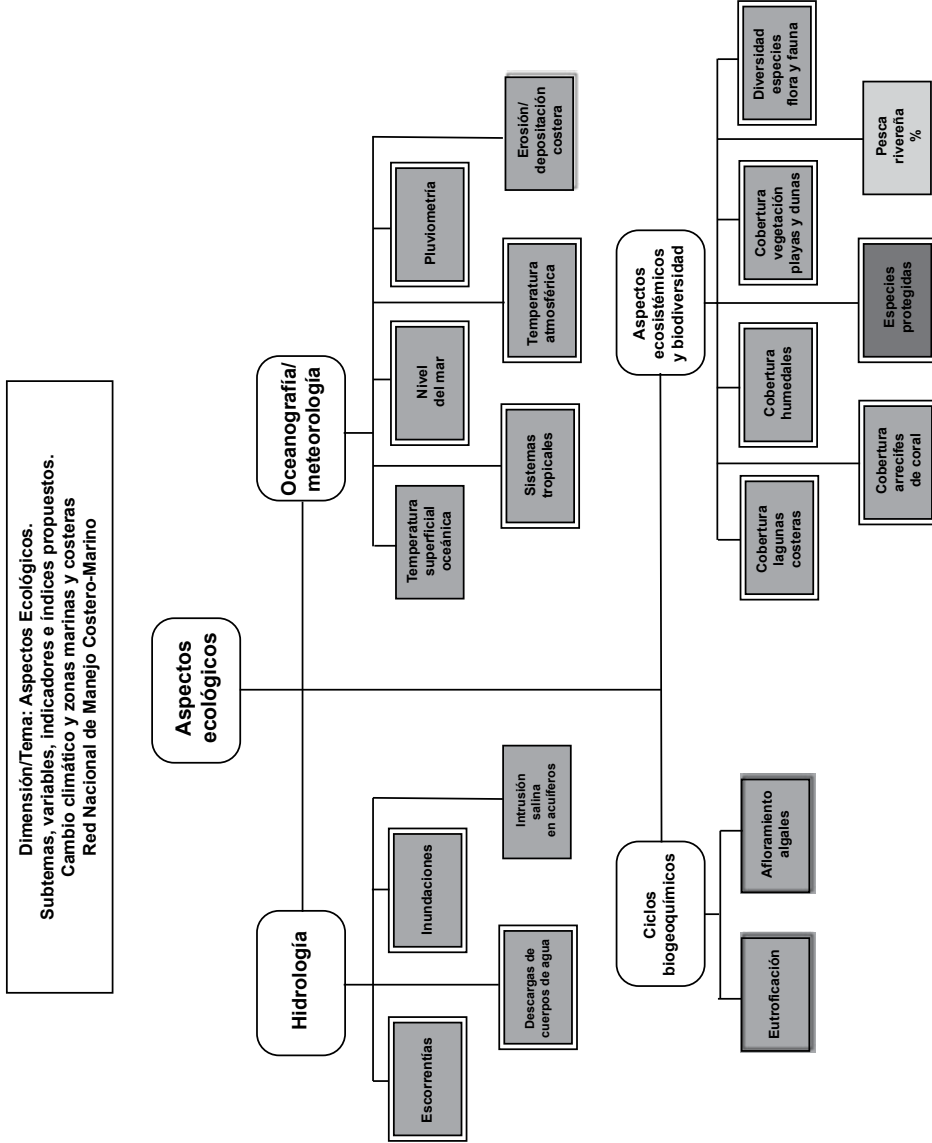 Dimensión/Tema: Aspectos Ecológicos.
Subtemas, variables, indicadores e índices propuestos.
Cambio climático y zonas marinas y costeras
Red Nacional de Manejo Costero-Marino
Aspectos
ecológicos
Hidrología
Escorrentías
Inundaciones
Descargas de
cuerpos de agua
Intrusión
salina
en acuíferos
Oceanografía/
meteorología
Temperatura
superficial
oceánica
Nivel
del mar
Pluviometría
Sistemas
tropicales
Temperatura
atmosférica
Erosión/
depositación
costera
Ciclos
biogeoquímicos
Eutroficación
Afloramiento
algales
Aspectos
ecosistémicos
y biodiversidad
Cobertura
lagunas
costeras
Cobertura
humedales
Cobertura
vegetación
playas y dunas
Diversidad
especies
flora y fauna
Cobertura
arrecifes
de coral
Especies
protegidas
Pesca
rivereña
%